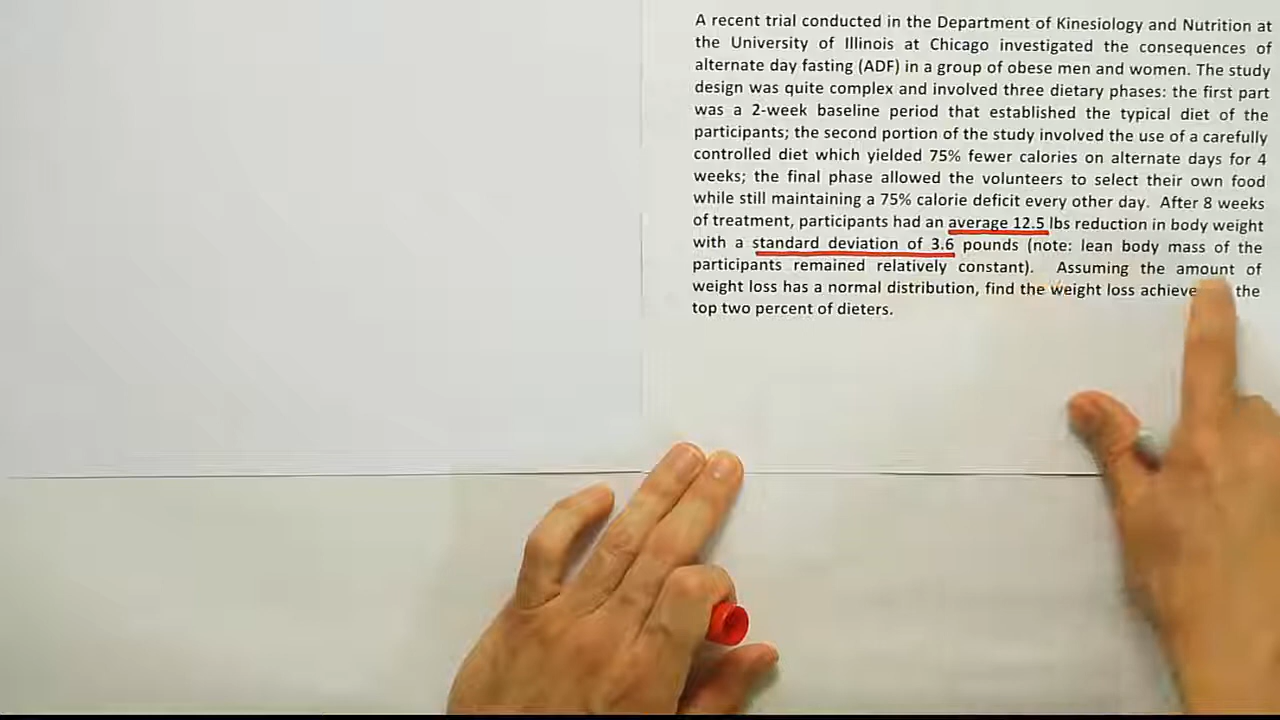 A recent trial conducted in the Department of Kinesiology and Nutrition at
the University of Illinois at Chicago investigated the consequences of
alternate day fasting (ADF) in a group of obese men and women. The study
design was quite complex and involved three dietary phases: the first part
was a 2-week baseline period that established the typical diet of the
participants; the second portion of the study involved the use of a carefully
controlled diet which yielded 75% fewer calories on alternate days for 4
weeks; the final phase allowed the volunteers to select their own food
while still maintaining a 75% calorie deficit every other day. After 8 weeks
of treatment, participants had an average 12.5 lbs reduction in body weight
with a standard deviation of 3.6 pounds (note: lean body mass of the
participants remained relatively constant). Assuming the amount of
weight loss has a normal distribution, find the weight loss achieve the
top two percent of dieters.